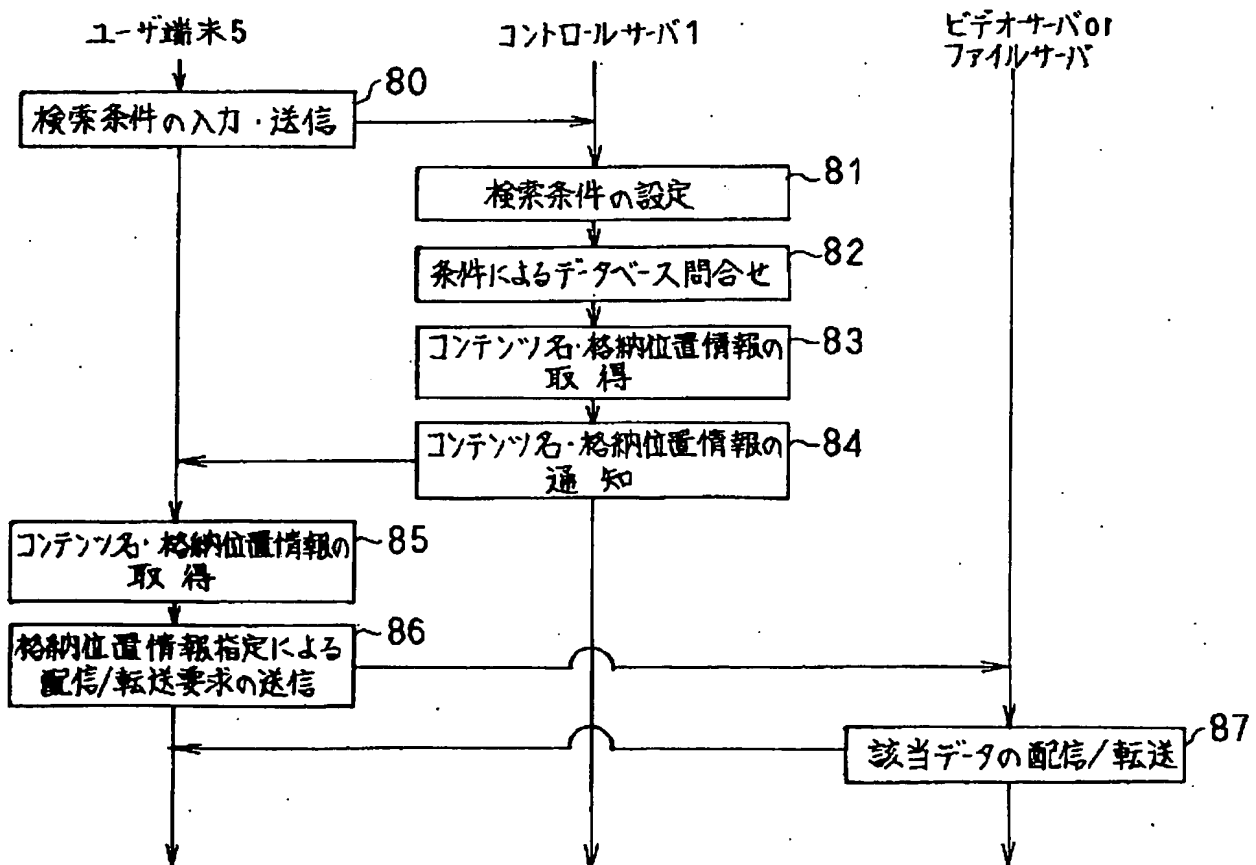 ユーザ端末5
コントロールサーバ1
ビデオサーバor
ファイルサーバ
80
検索条件の入力・送信
81
検索条件の設定
82
条件によるデータベース問合せ
83
コンテンツ名・格納位置情報の
取得
84
コンテンツ名・格納位置情報の
通知
85
コンテンツ名・格納位置情報の
取得
86
格納位置情報指定による
配信/転送要求の送信
87
該当データの配信/転送